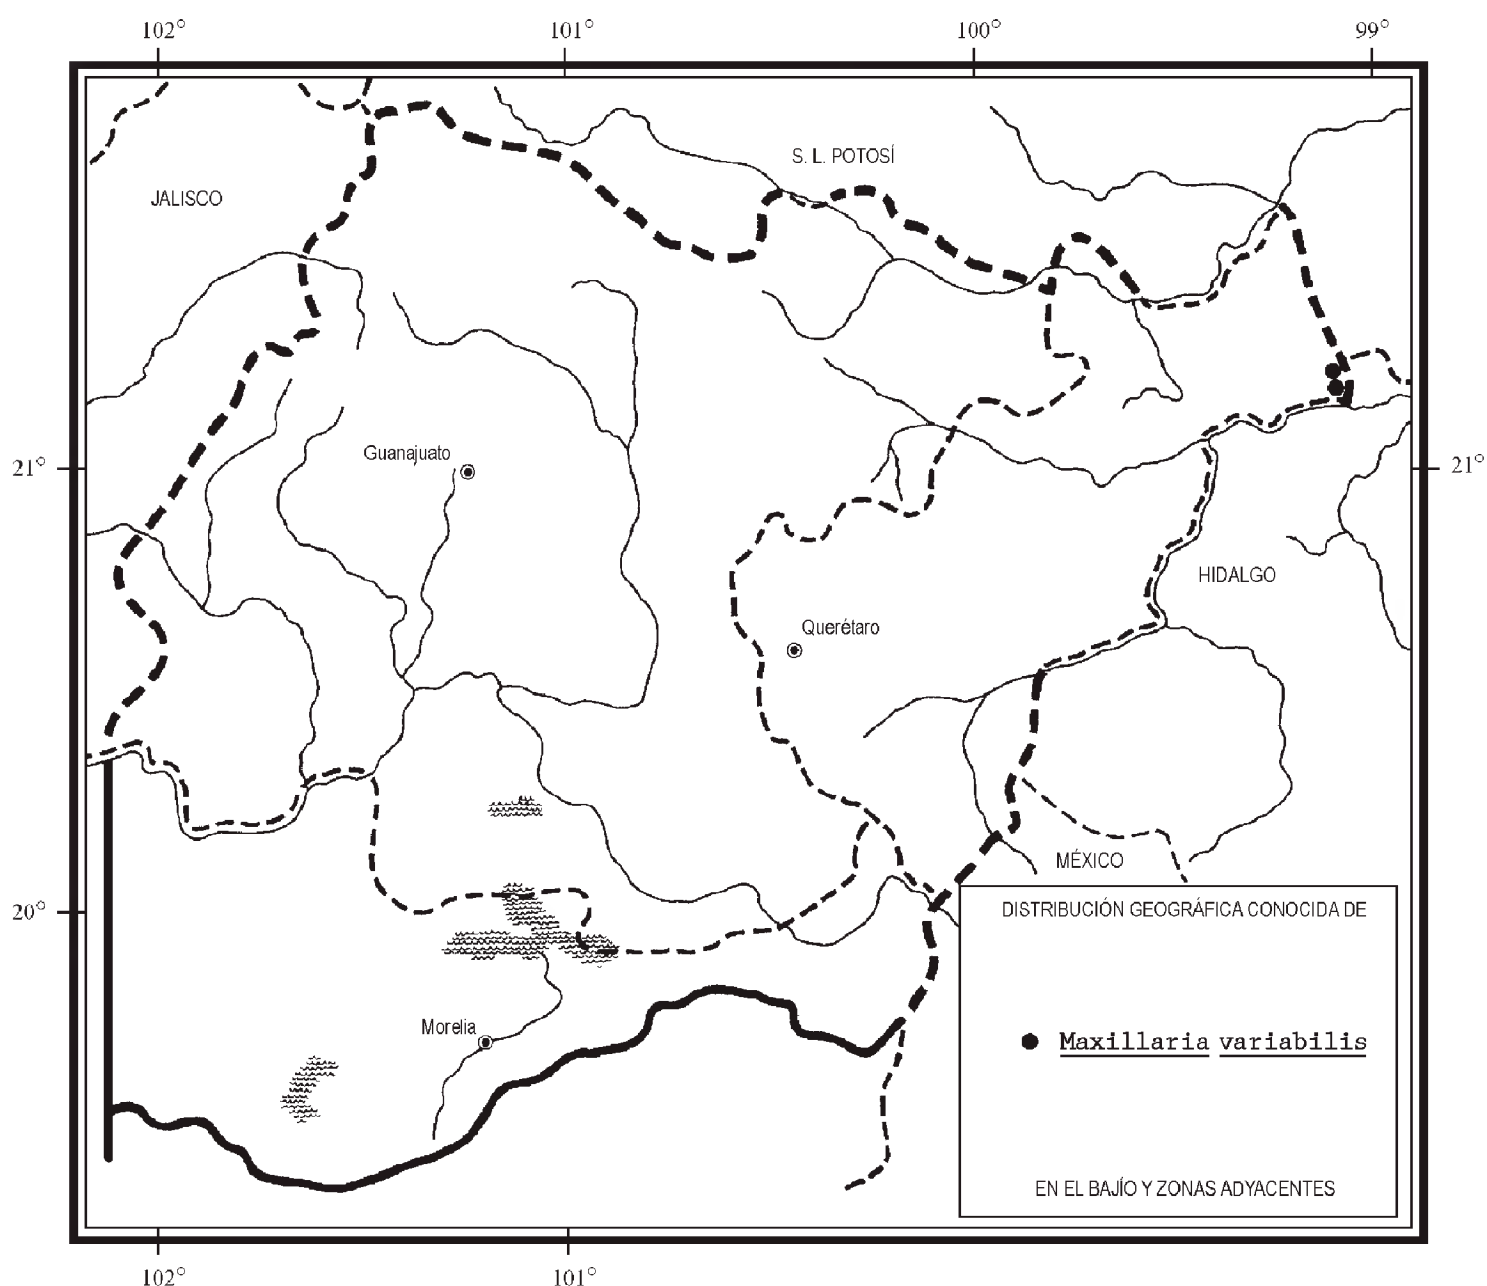 102° 101° 100° 99°
S. L. POTOSÍ
JALISCO
Guanajuato
21° 21°
HIDALGO
Querétaro
MÉXICO
20°
DISTRIBUCIÓN GEOGRÁFICA CONOCIDA DE
Morelia
Maxillaria variabilis
EN EL BAJÍO Y ZONAS ADYACENTES
102° 101°